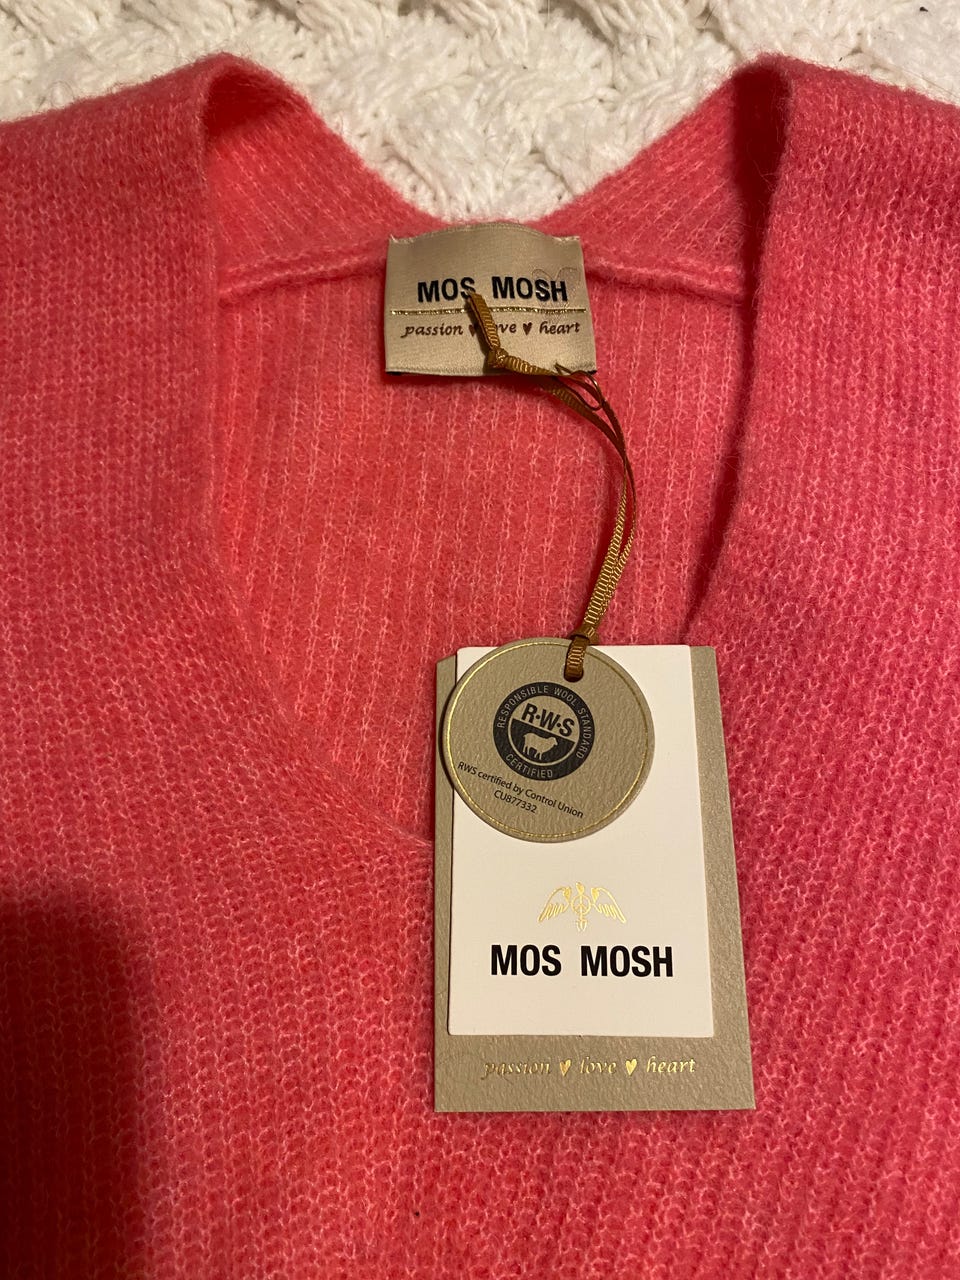 MOS MOSH
passion ♥ ve ♥ heart
RESPONSIBLE WOOL STANDARD
R·W·S
CERTIFIED
RWS certified by Control Union
CU877332
MOS MOSH
passion ♥ love ♥ heart